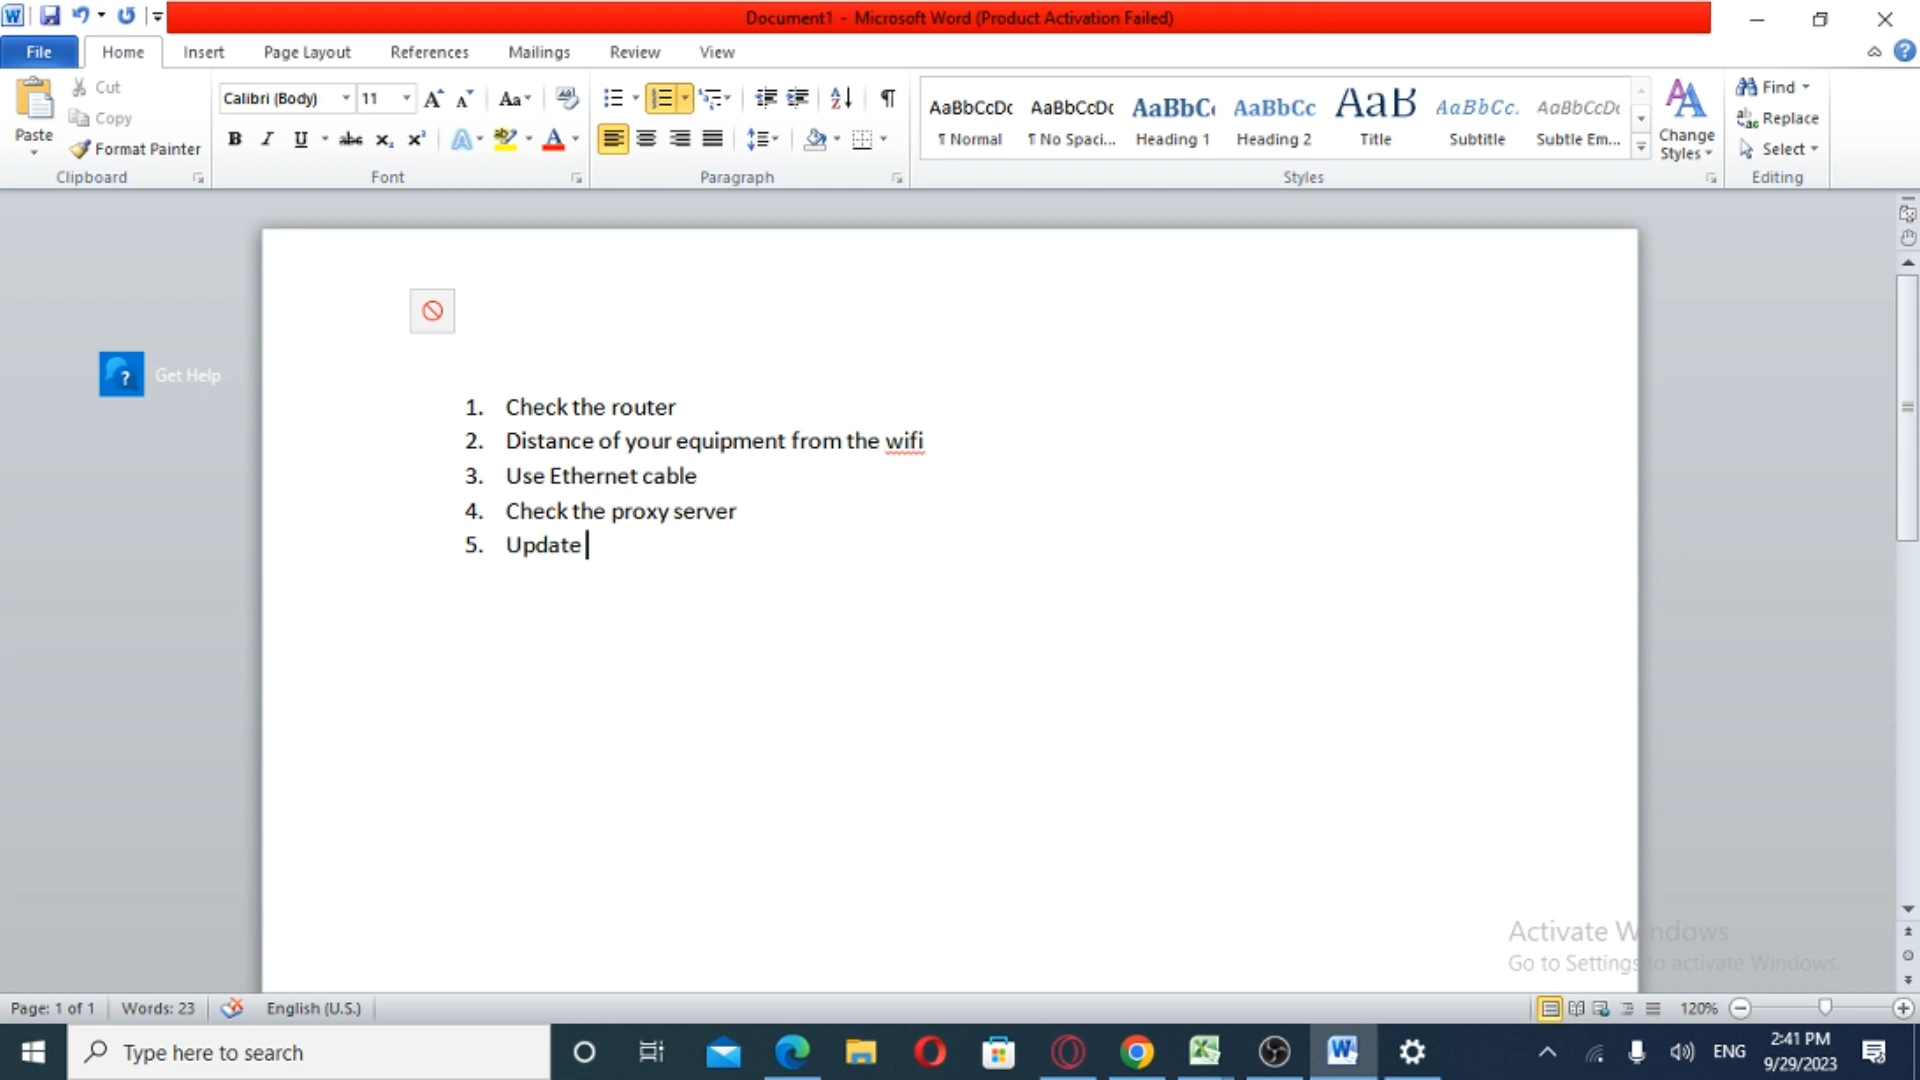 Document1 - Microsoft Word (Product Activation Failed)
File Home Insert Page Layout References Mailings Review View
Paste
Cut
Copy
Format Painter
Clipboard
Calibri (Body) 11
Font
Paragraph
AaBbCcDc AaBbCcDc AaBbC AaBbCc AaB AaBbCc. AaBbCcDc
¶ Normal ¶ No Spaci... Heading 1 Heading 2 Title Subtitle Subtle Em...
Styles
Change
Styles
Find
Replace
Select
Editing
Get Help
1. Check the router
2. Distance of your equipment from the wifi
3. Use Ethernet cable
4. Check the proxy server
5. Update
Activate Windows
Go to Settings to activate Windows.
Page: 1 of 1 Words: 23 English (U.S.) 120%
Type here to search
ENG
2:41 PM
9/29/2023